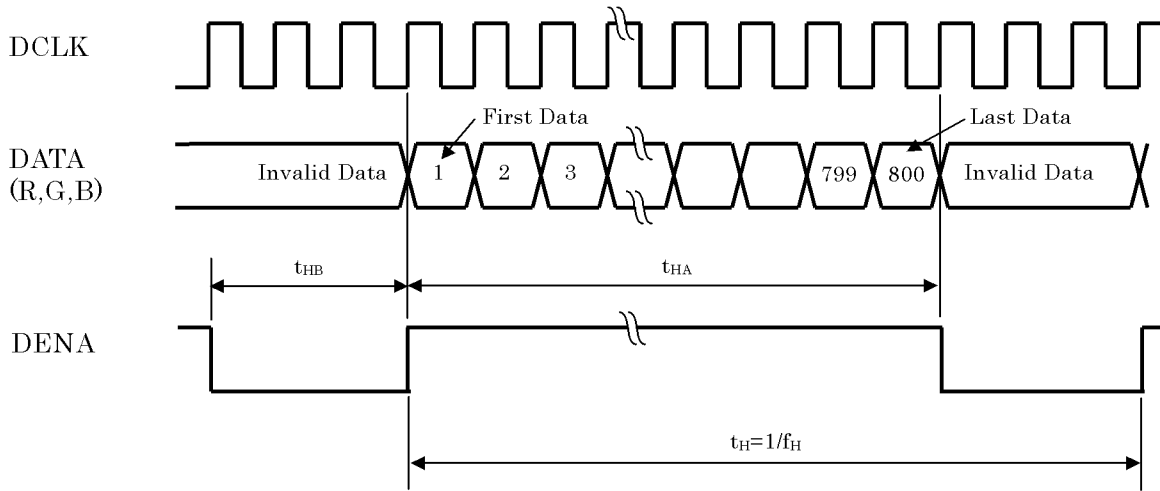 DCLK
First Data
Last Data
DATA
(R,G,B)
Invalid Data 1 2 3 799 800 Invalid Data
tHB
tHA
DENA
tH=1/fH